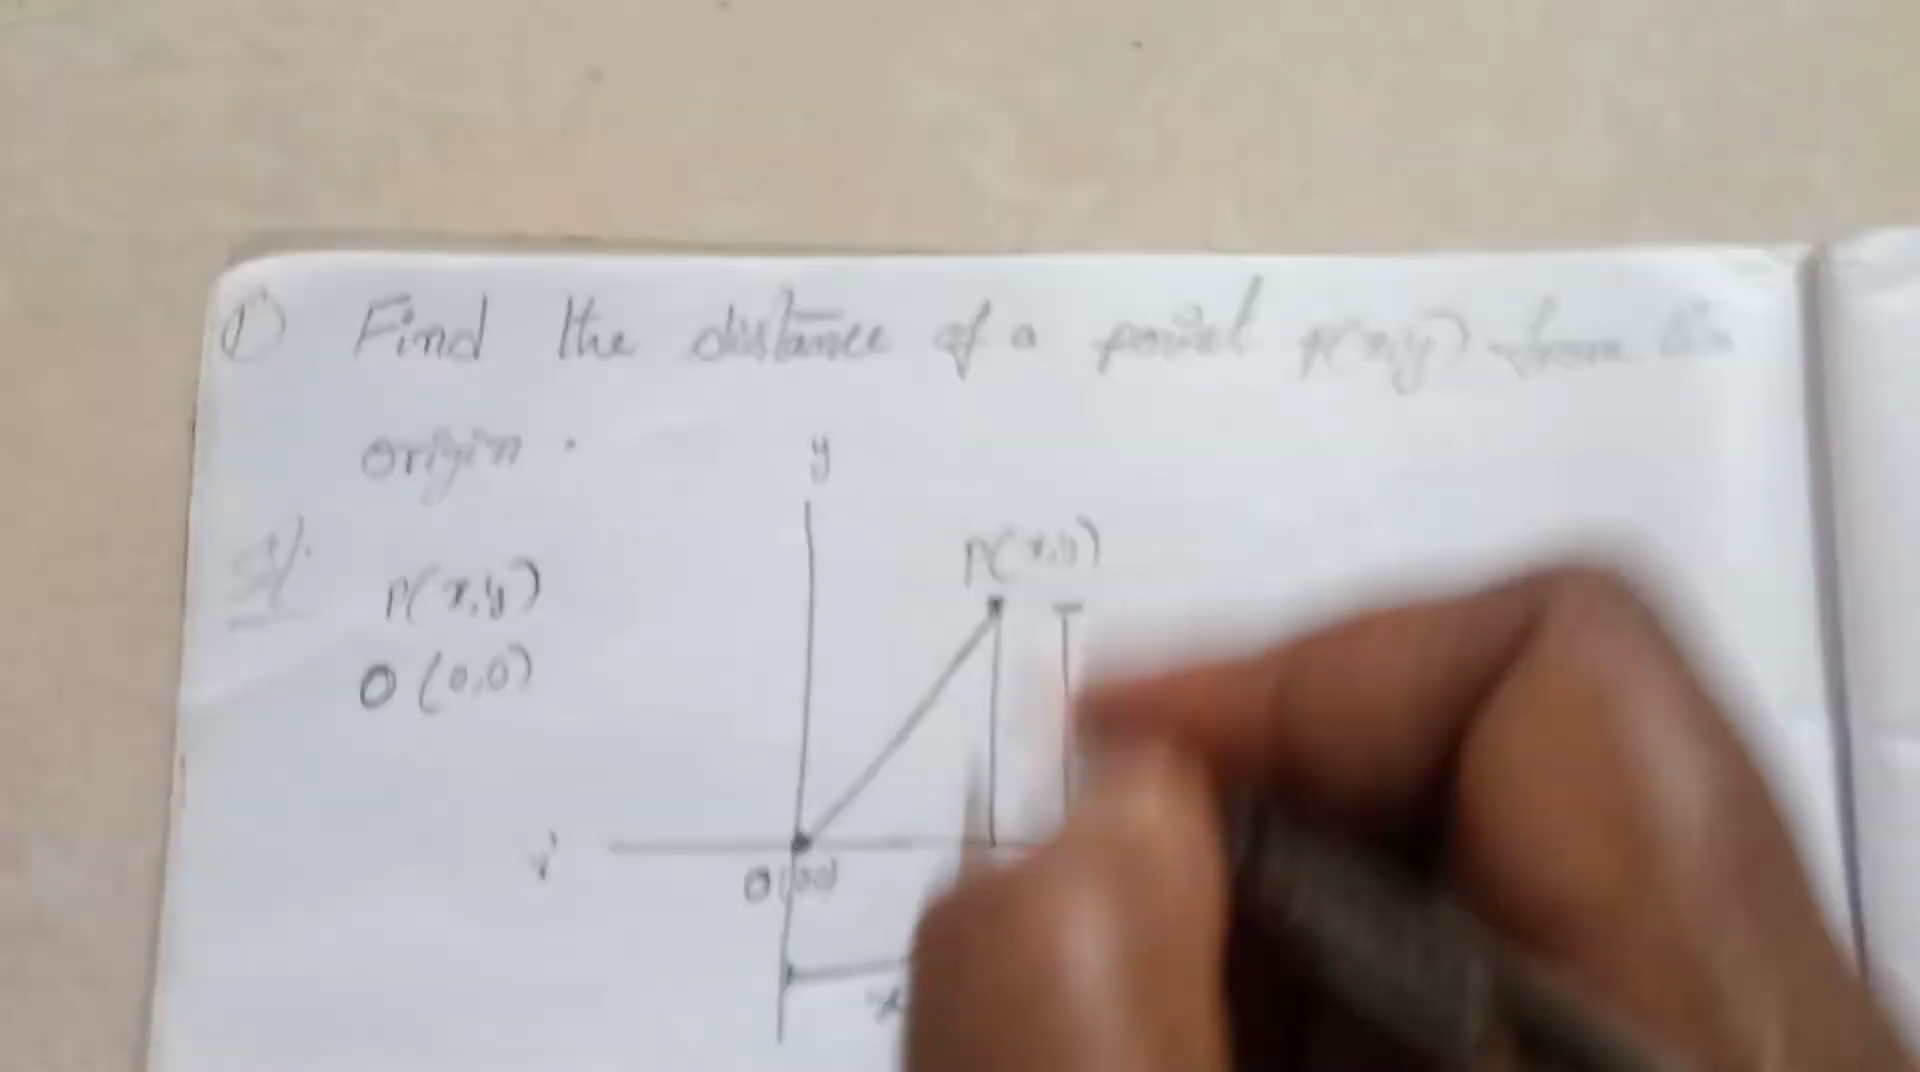 ① Find the distance of a point P(x,y) from the
origin.
y
Sol.
P(x,y)
P(x,y)
O (0,0)
x'
O(0,0)
x